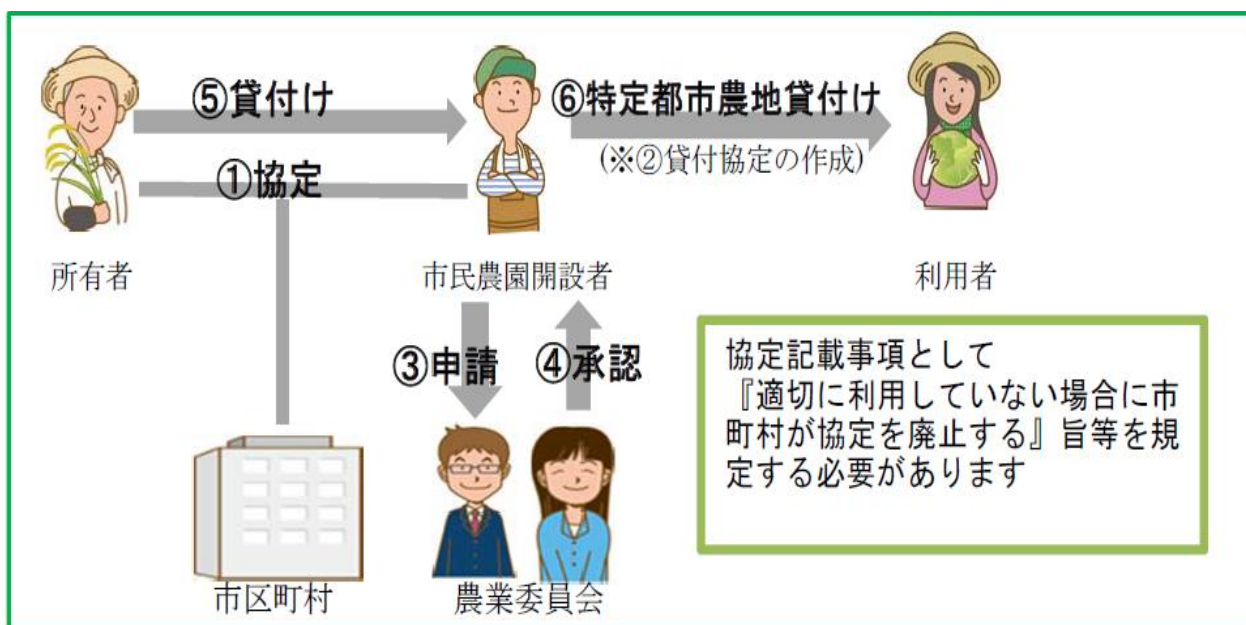 ⑤貸付け
⑥特定都市農地貸付け
(※②貸付協定の作成)
①協定
所有者
市民農園開設者
利用者
③申請
④承認
協定記載事項として
『適切に利用していない場合に市
町村が協定を廃止する』旨等を規
定する必要があります
市区町村
農業委員会